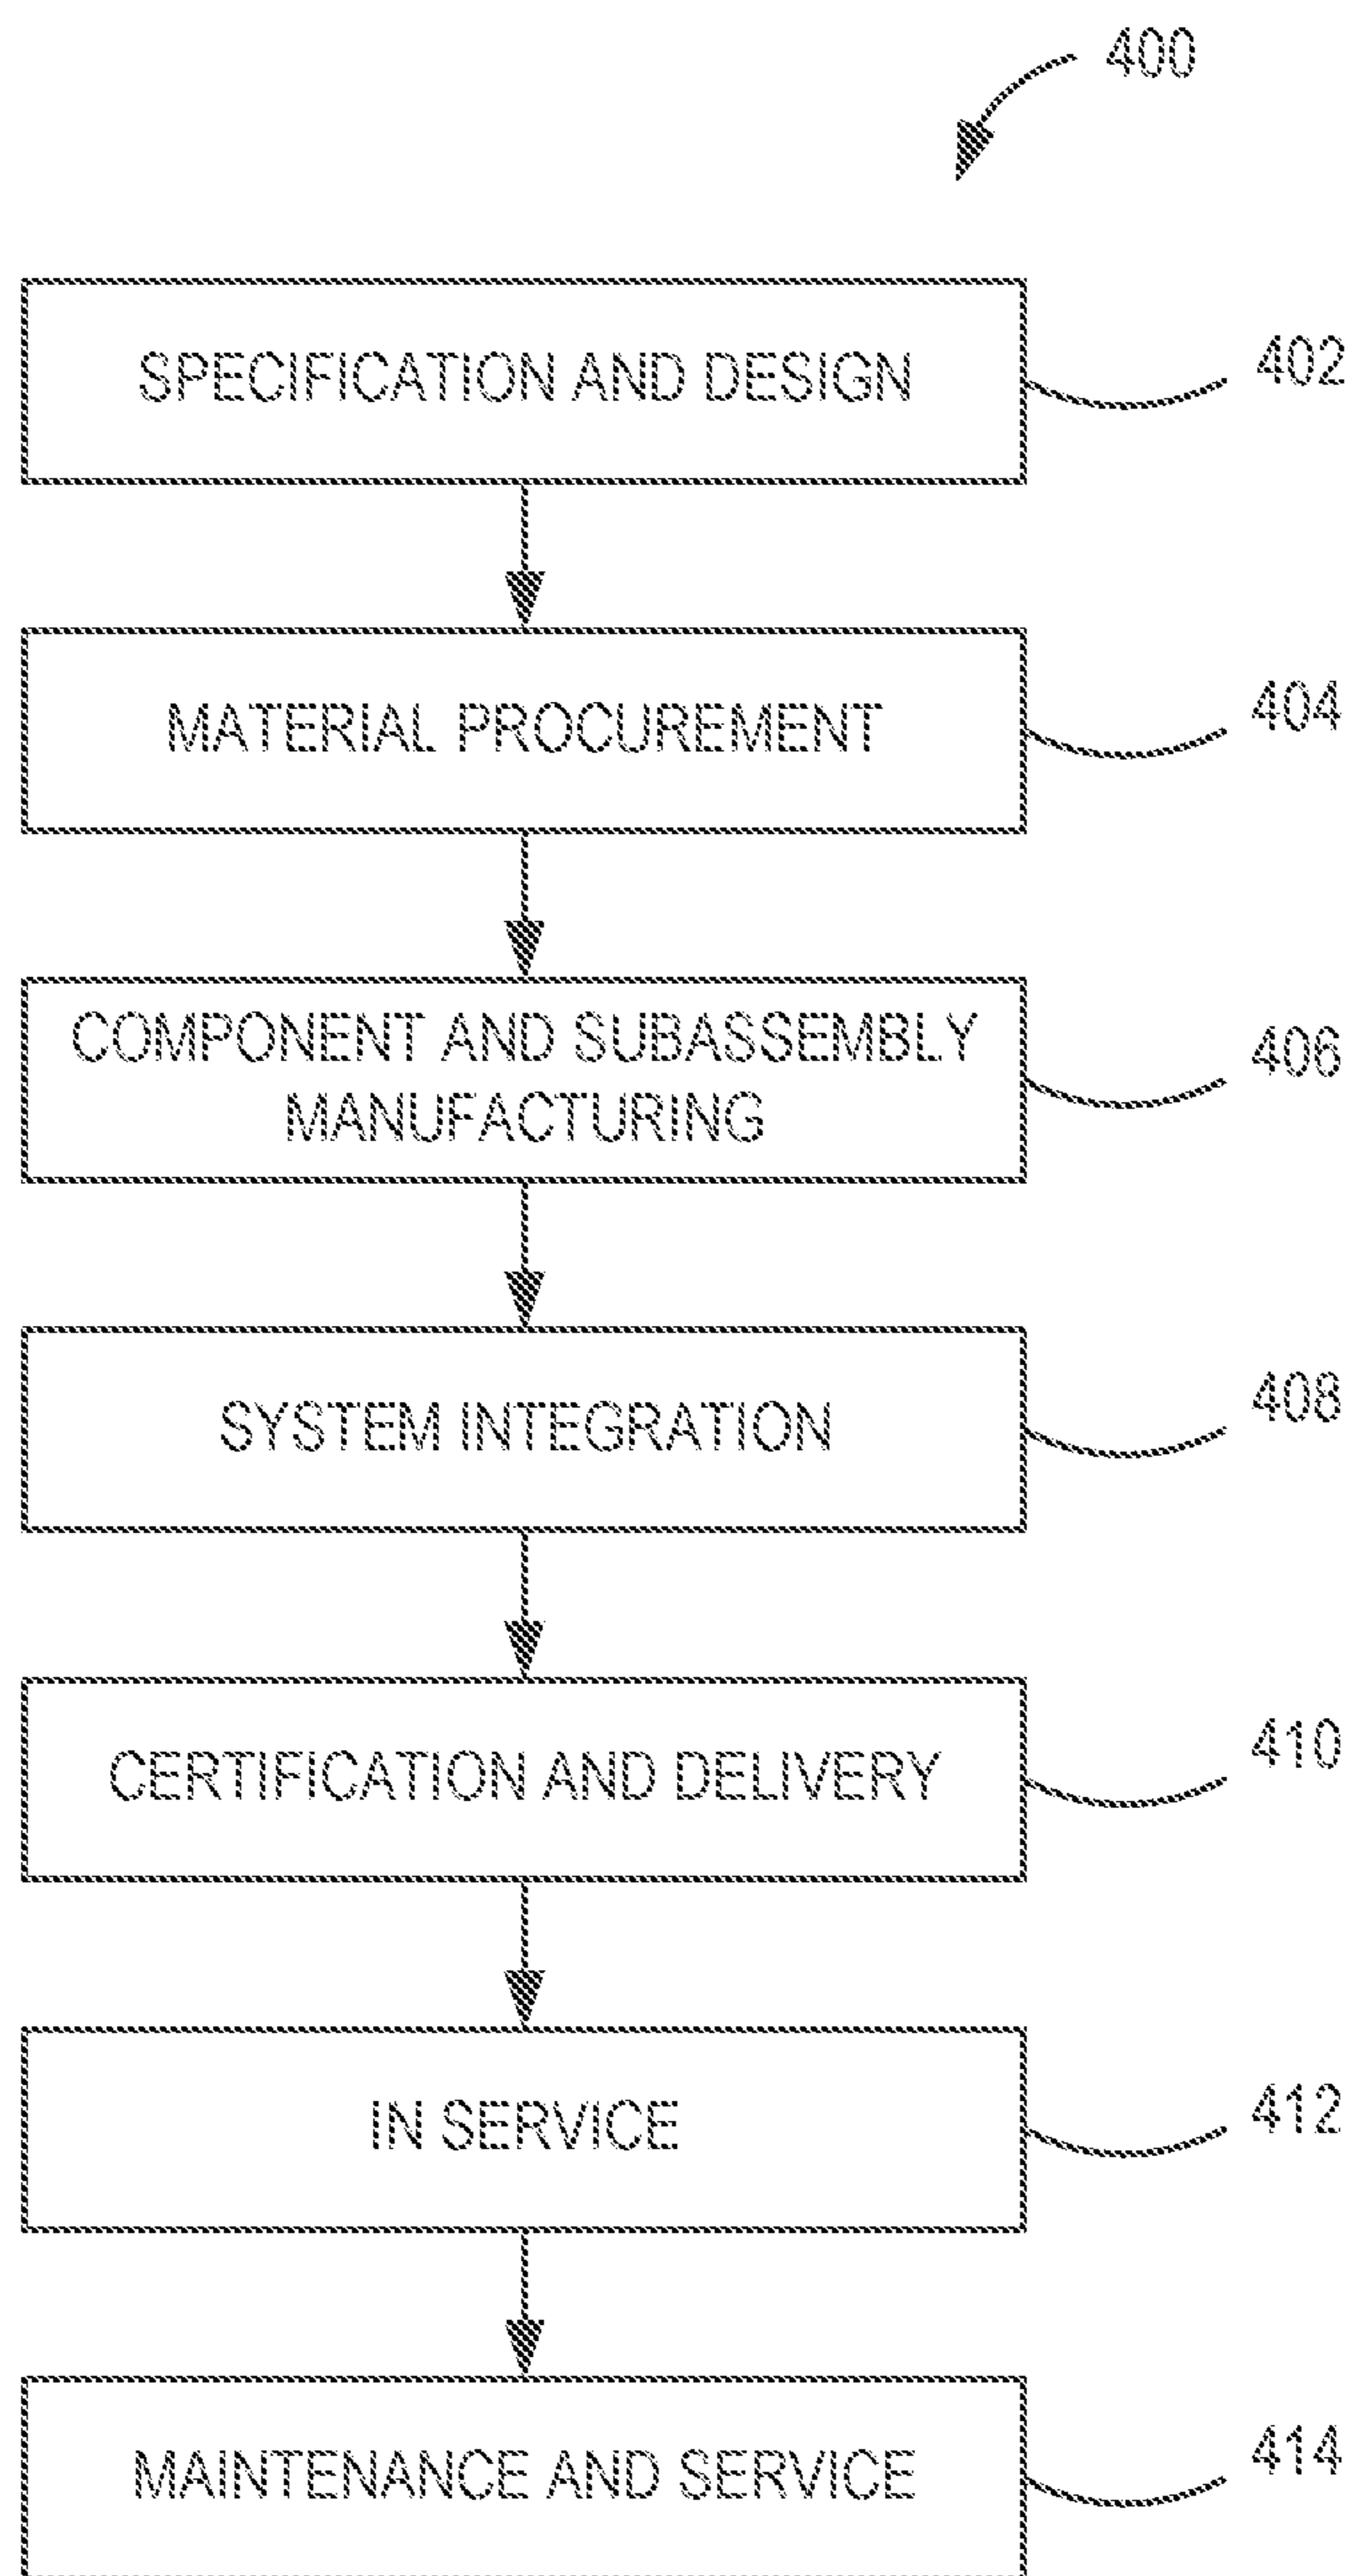 400
SPECIFICATION AND DESIGN
402
MATERIAL PROCUREMENT
404
COMPONENT AND SUBASSEMBLY
MANUFACTURING
406
SYSTEM INTEGRATION
408
CERTIFICATION AND DELIVERY
410
IN SERVICE
412
MAINTENANCE AND SERVICE
414